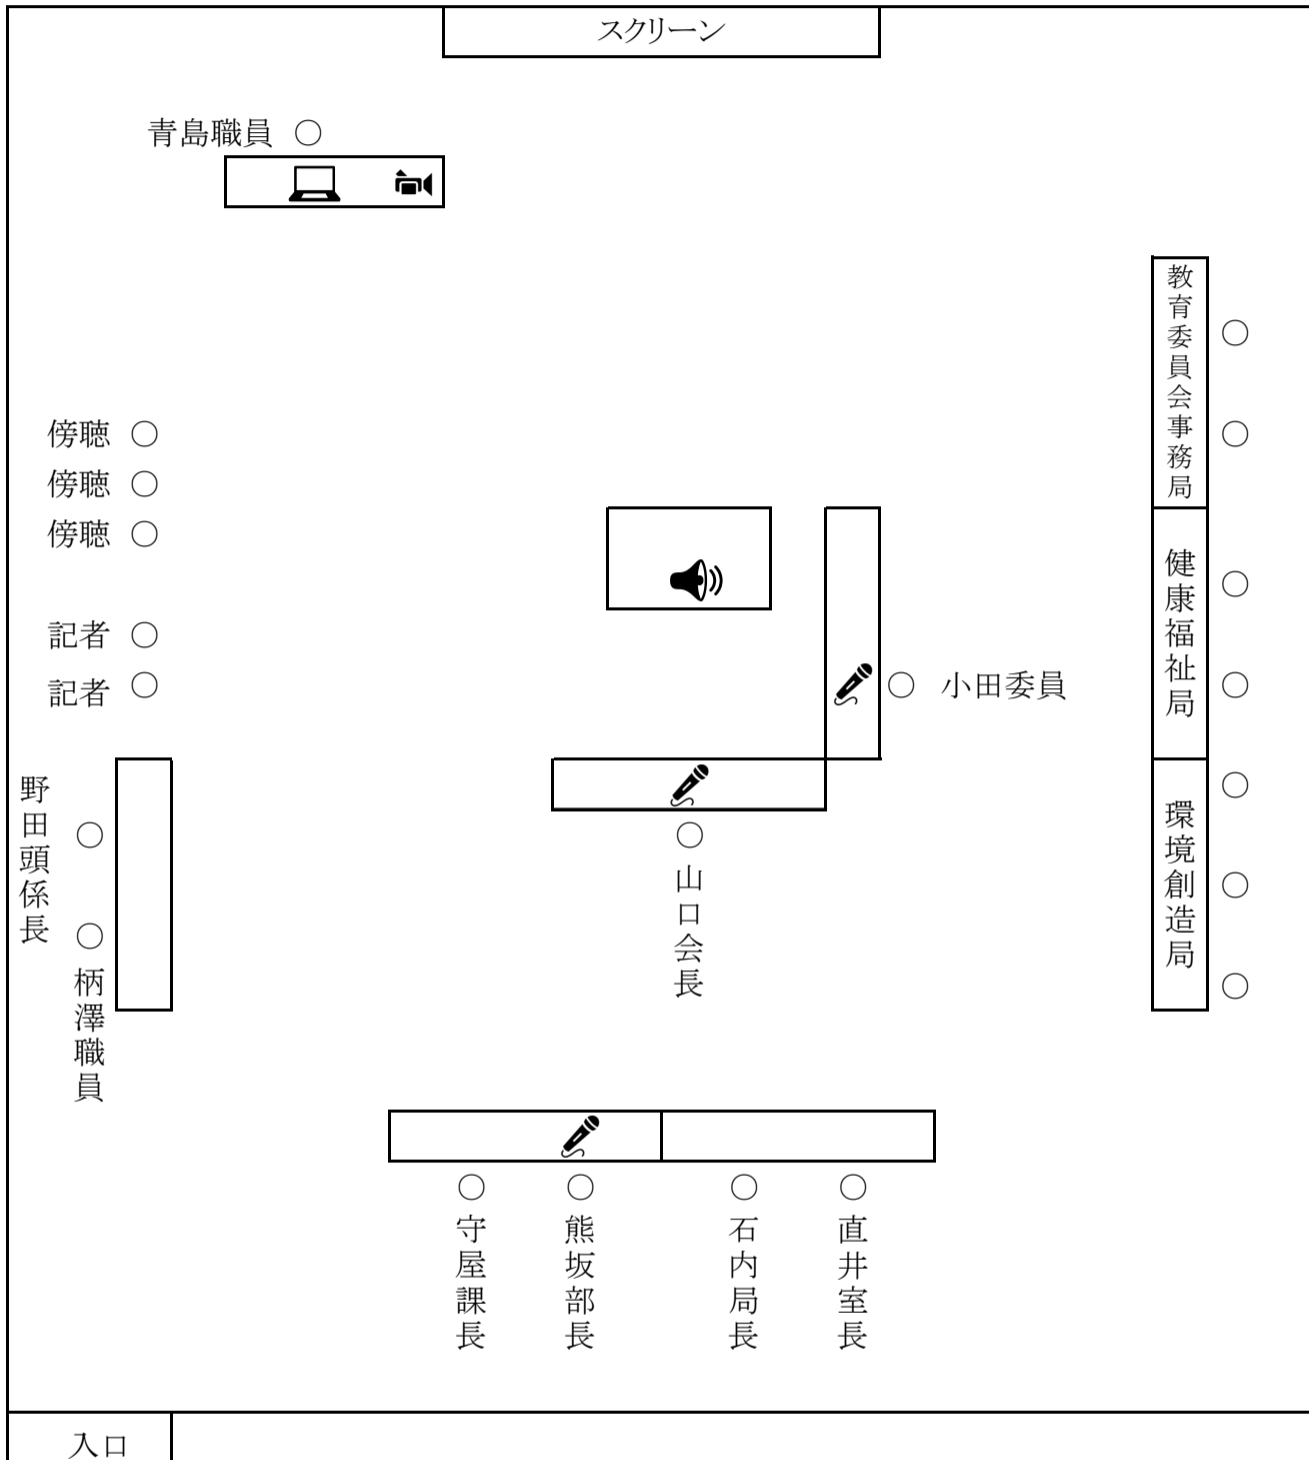 スクリーン
青島職員
教育委員会事務局
傍聴
傍聴
傍聴
健康福祉局
記者
記者
小田委員
野田頭係長
環境創造局
山口会長
柄澤職員
守屋課長
熊坂部長
石内局長
直井室長
入口